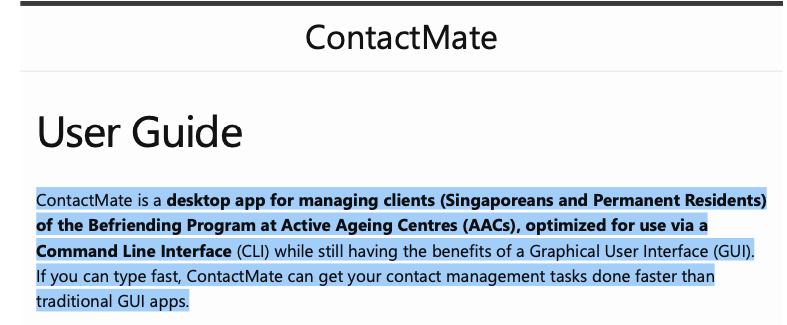 ContactMate
User Guide
ContactMate is a desktop app for managing clients (Singaporeans and Permanent Residents)
of the Befriending Program at Active Ageing Centres (AACs), optimized for use via a
Command Line Interface (CLI) while still having the benefits of a Graphical User Interface (GUI).
If you can type fast, ContactMate can get your contact management tasks done faster than
traditional GUI apps.